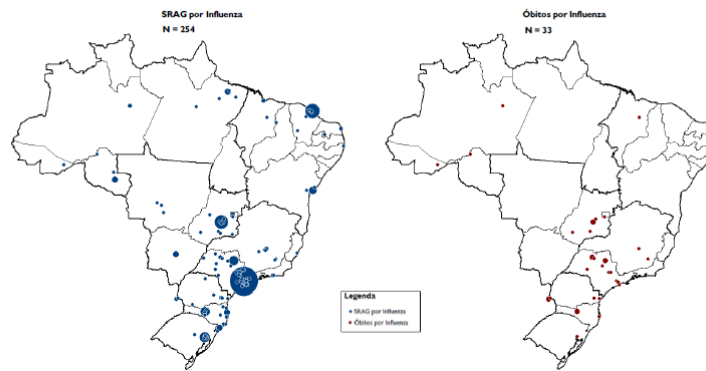 SRAG por Influenza
N = 254
Óbitos por Influenza
N = 33
Legenda
SRAG por Influenza
Óbitos por Influenza